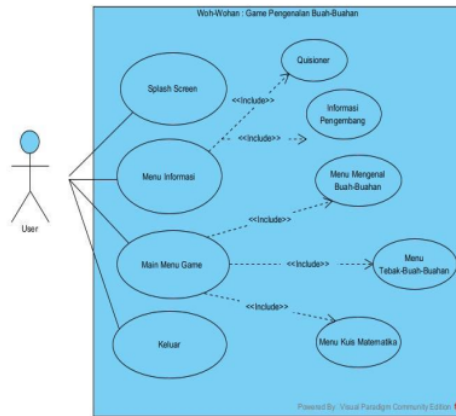 Woh-Wohan : Game Pengenalan Buah-Buahan
Quisioner
Splash Screen
<<Include>>
Informasi
Pengembang
<<Include>>
Menu Informasi
Menu Mengenal
Buah-Buahan
User
<<Include>>
Main Menu Game
<<Include>>
Menu
Tebak-Buah-Buahan
<<Include>>
Keluar
Menu Kuis Matematika
Powered By: Visual Paradigm Community Edition